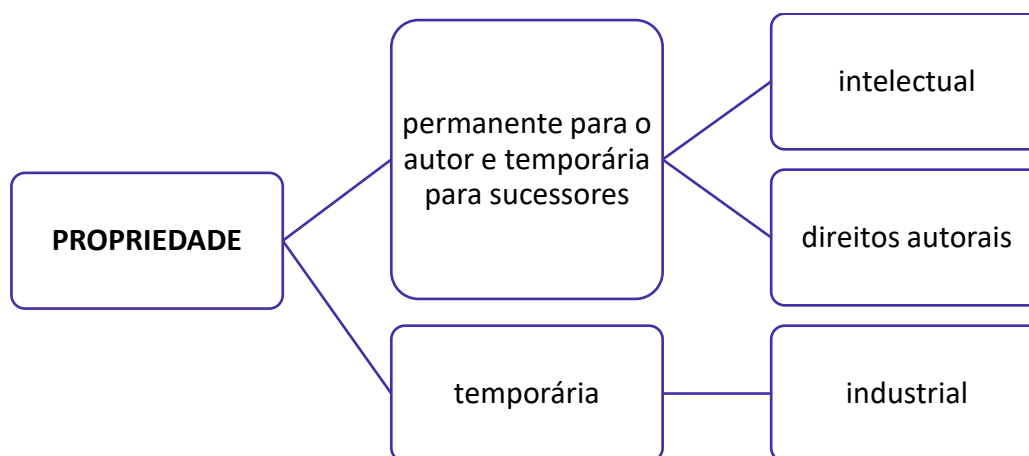 PROPRIEDADE
permanente para o
autor e temporária
para sucessores
intelectual
direitos autorais
temporária
industrial